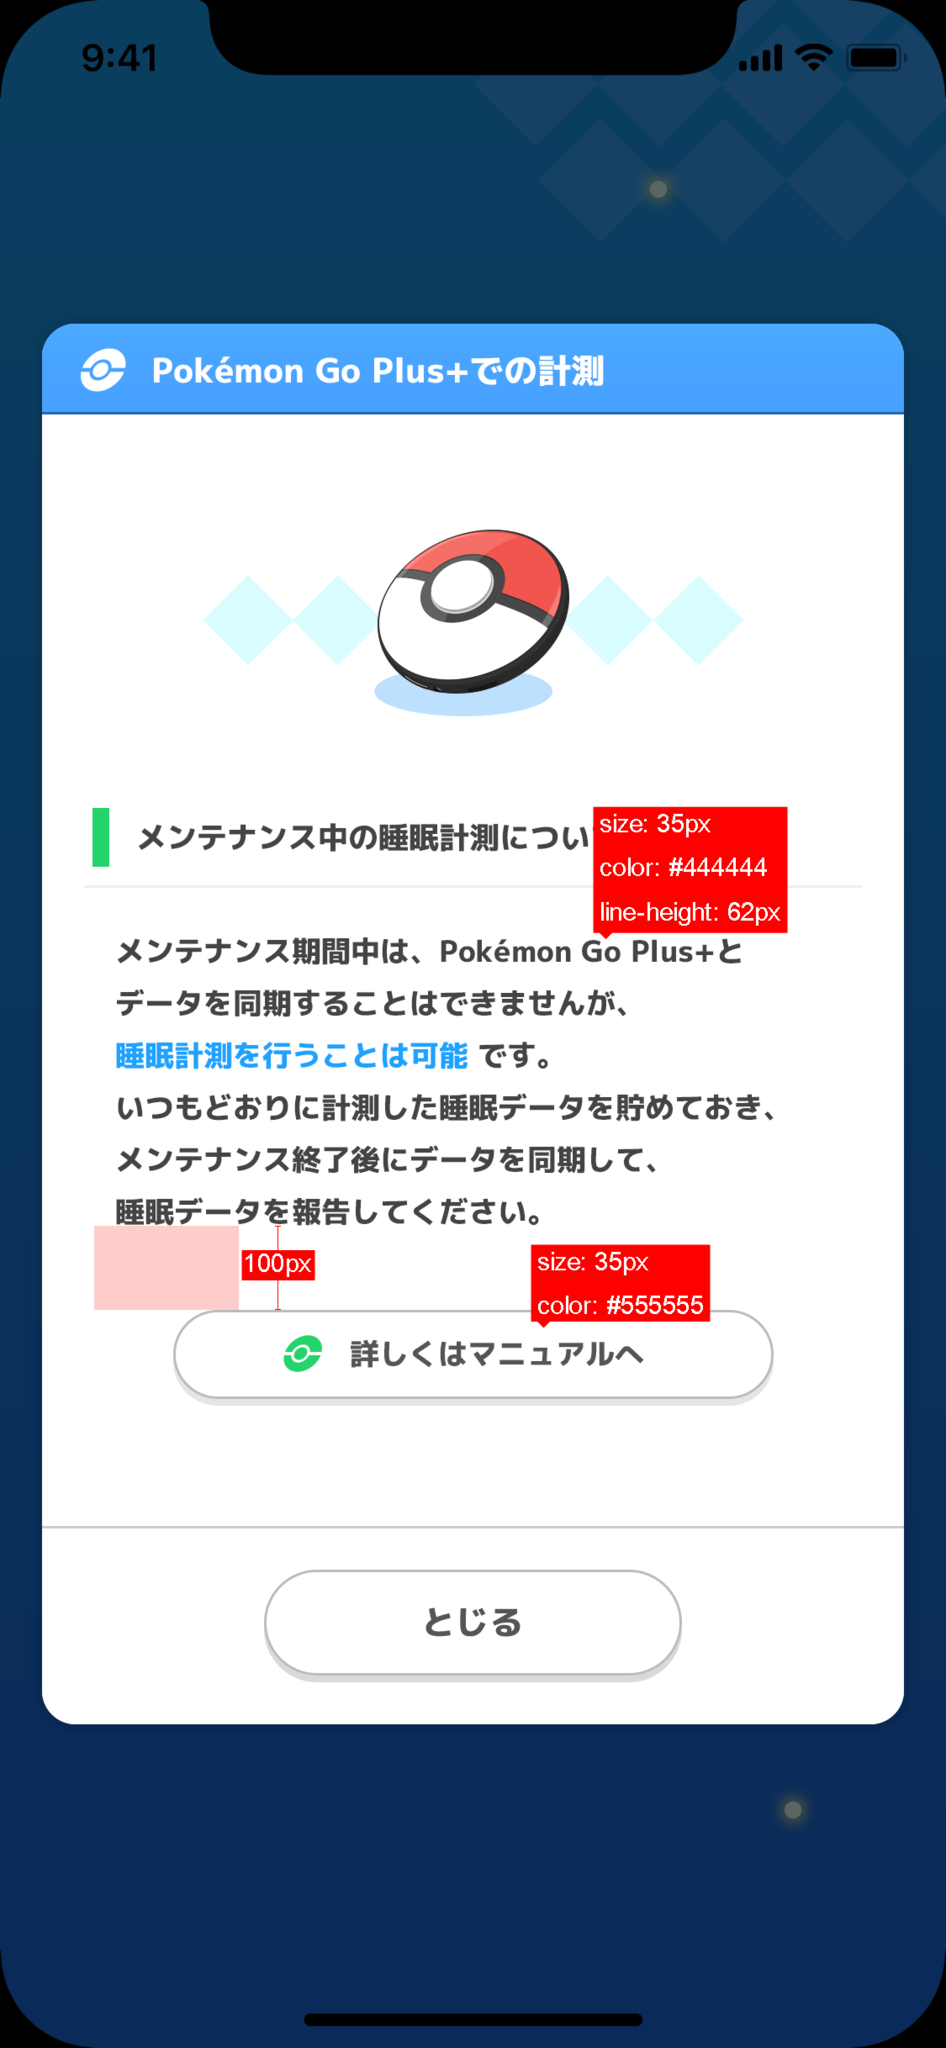 9:41
Pokémon Go Plus+での計測
メンテナンス中の睡眠計測につい
size: 35px
color: #444444
line-height: 62px
メンテナンス期間中は、Pokémon Go Plus+と
データを同期することはできませんが、
睡眠計測を行うことは可能 です。
いつもどおりに計測した睡眠データを貯めておき、
メンテナンス終了後にデータを同期して、
睡眠データを報告してください。
100px
size: 35px
color: #555555
詳しくはマニュアルへ
とじる